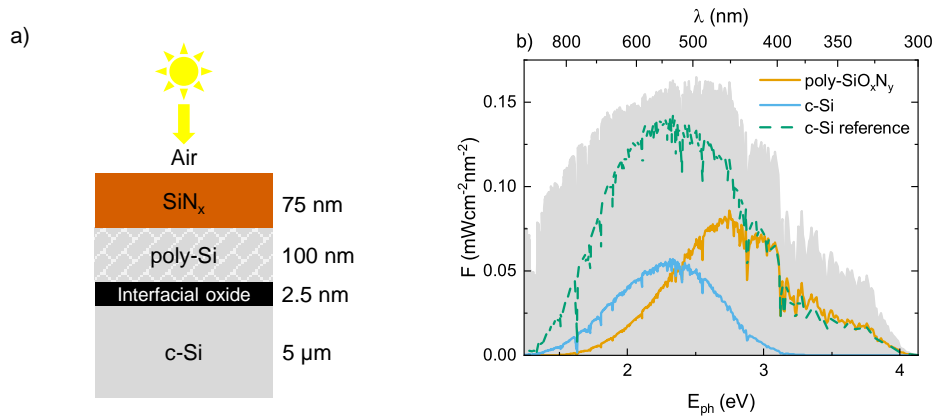 a)
Air
SiNₓ
75 nm
poly-Si
100 nm
Interfacial oxide
2.5 nm
c-Si
5 µm
λ (nm)
b) 800 600 500 400 350 300
poly-SiOₓNᵧ
c-Si
c-Si reference
F (mWcm⁻²nm⁻²)
0.15
0.10
0.05
0.00
2 3 4
Eₚₕ (eV)